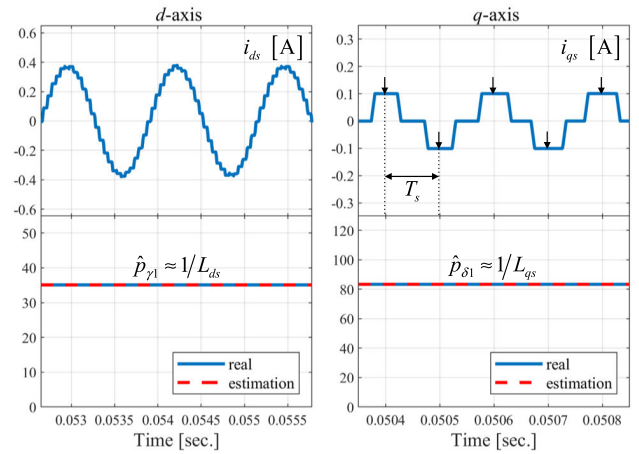 d-axis
q-axis
i_ds [A]
i_qs [A]
0.6
0.4
0.2
0
-0.2
-0.4
-0.6
0.3
0.2
0.1
0
-0.1
-0.2
-0.3
T_s
50
40
30
20
10
0
120
100
80
60
40
20
0
p̂_γ1 ≈ 1/L_ds
p̂_δ1 ≈ 1/L_qs
real
estimation
real
estimation
0.053 0.0535 0.054 0.0545 0.055 0.0555
0.0504 0.0505 0.0506 0.0507 0.0508
Time [sec.]
Time [sec.]